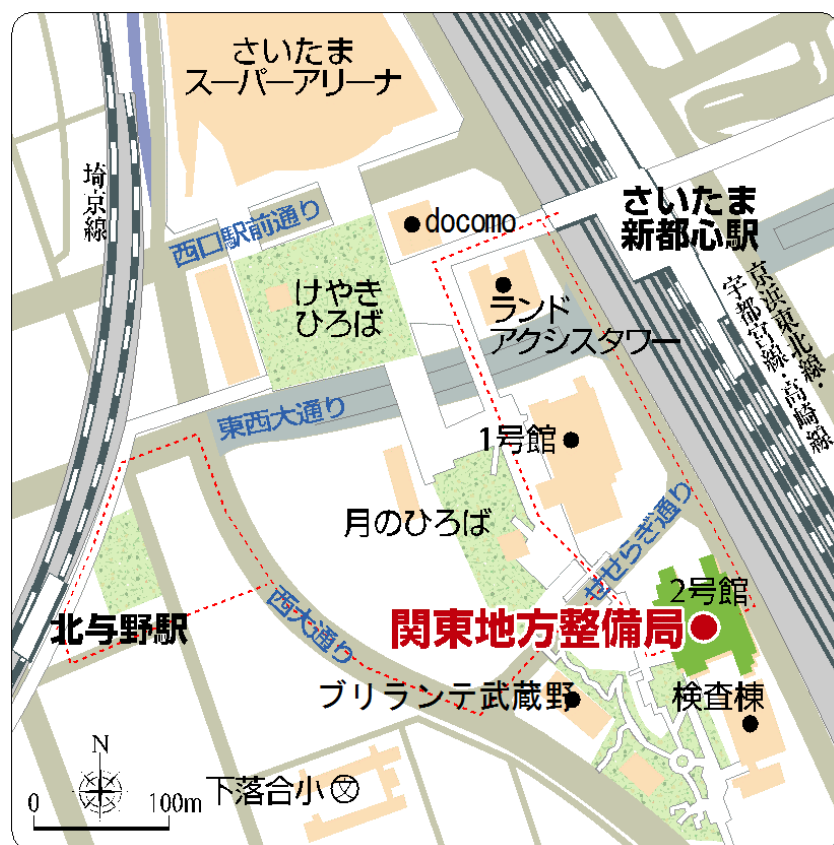 さいたま
スーパーアリーナ
埼京線
西口駅前通り
docomo
さいたま
新都心駅
けやき
ひろば
ランド
アクシスタワー
京浜東北線・
宇都宮線・高崎線
東西大通り
1号館
月のひろば
せせらぎ通り
2号館
北与野駅
西大通り
関東地方整備局
ブリランテ武蔵野
検査棟
N
0 100m
下落合小 文